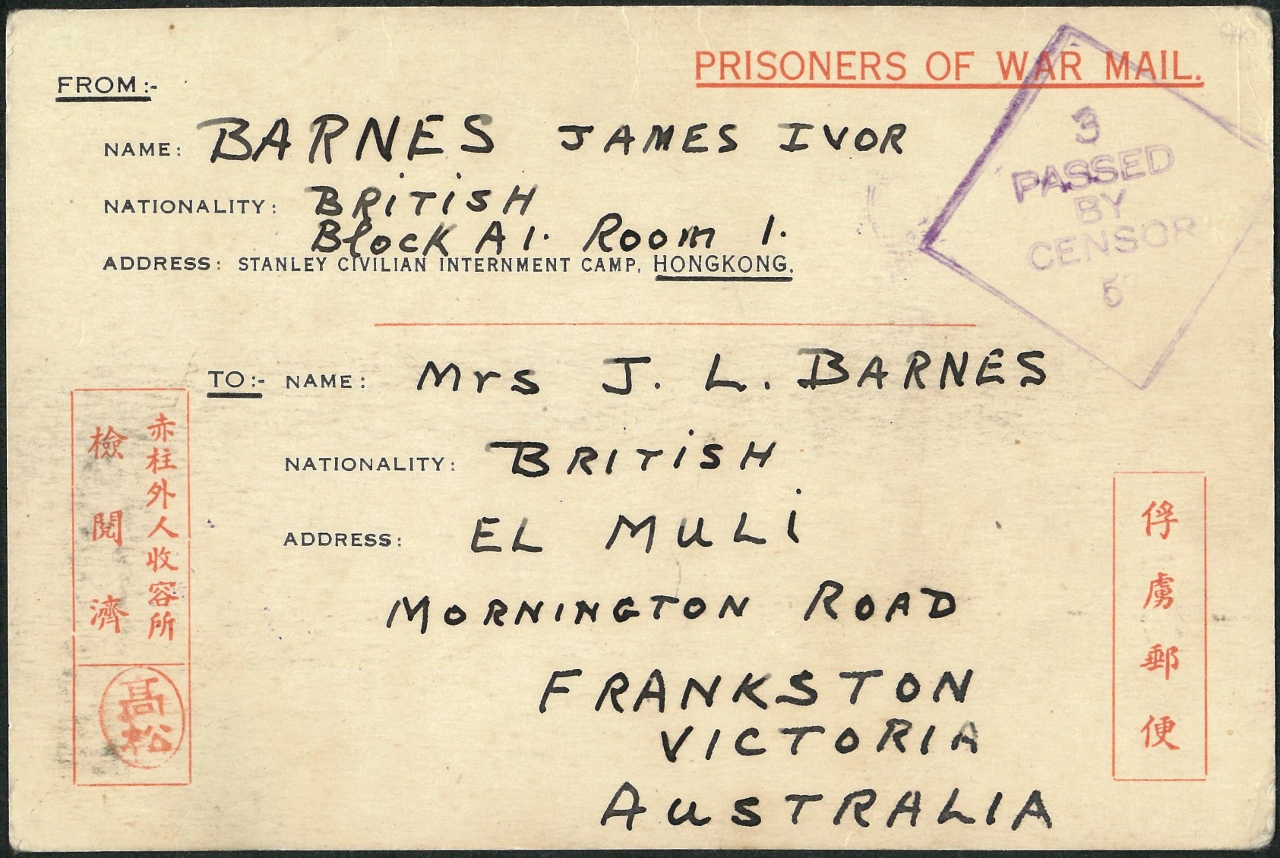 PRISONERS OF WAR MAIL.
FROM:-
NAME: BARNES JAMES IVOR
NATIONALITY: BRITISH
Block A1. Room 1.
ADDRESS: STANLEY CIVILIAN INTERNMENT CAMP, HONGKONG.
3
PASSED
BY
CENSOR
5
TO:- NAME: Mrs J. L. BARNES
NATIONALITY: BRITISH
ADDRESS: EL MULI
MORNINGTON ROAD
FRANKSTON
VICTORIA
AUSTRALIA
赤柱外人收容所
檢閱濟
髙松
俘虜郵便